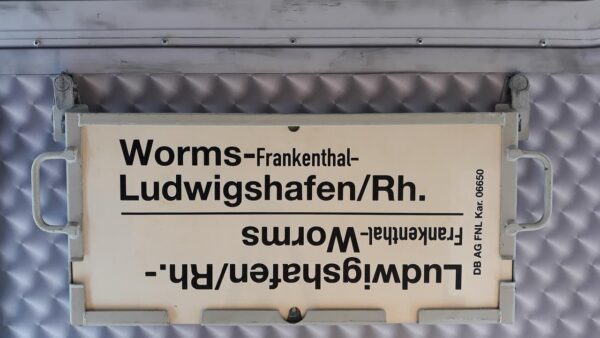 Worms-Frankenthal-
Ludwigshafen/Rh.
Ludwigshafen/Rh.-
Frankenthal-Worms
DB AG FNL Kar. 06650